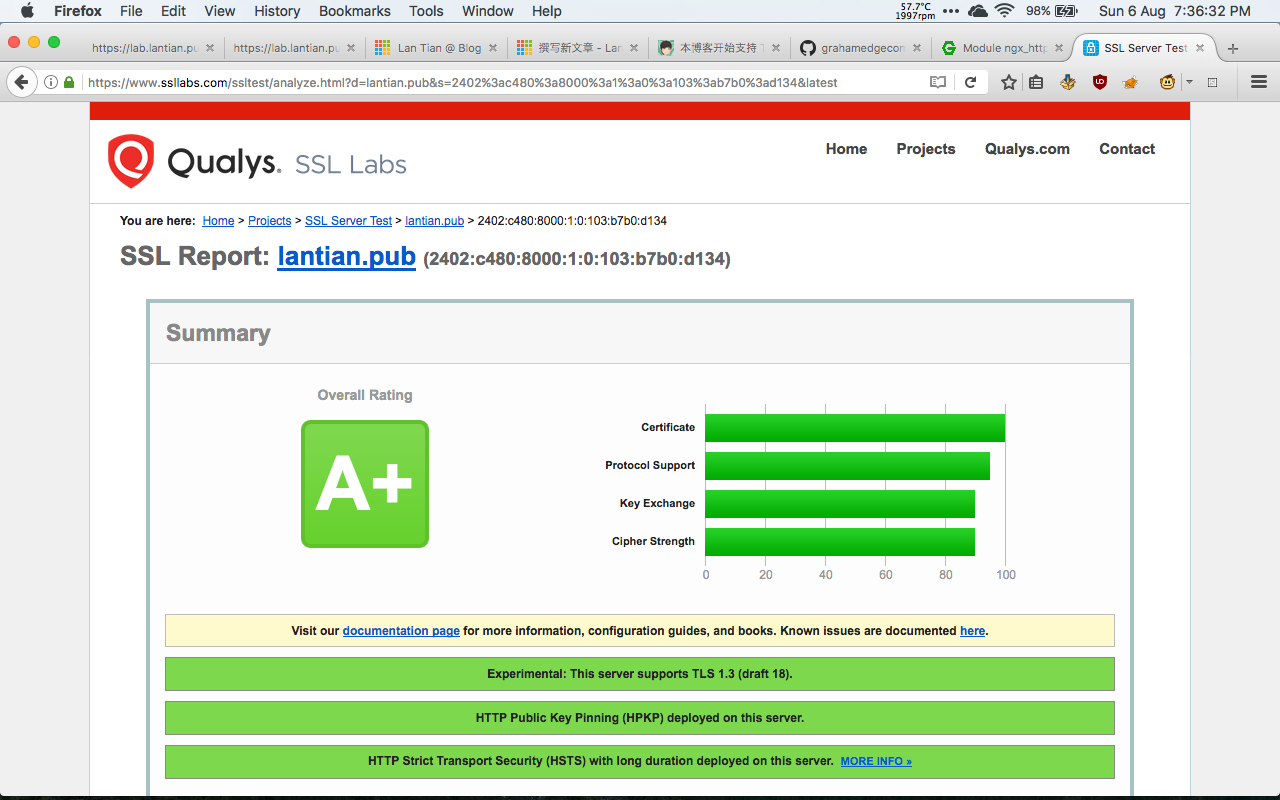 Firefox File Edit View History Bookmarks Tools Window Help 57.7°C 1997rpm 98% Sun 6 Aug 7:36:32 PM
https://lab.lantian.pu https://lab.lantian.pu Lan Tian @ Blog 撰写新文章 - Lan 本博客开始支持 T grahamedgecom Module ngx_http SSL Server Test
https://www.ssllabs.com/ssltest/analyze.html?d=lantian.pub&s=2402%3ac480%3a8000%3a1%3a0%3a103%3ab7b0%3ad134&latest
Qualys. SSL Labs
Home Projects Qualys.com Contact
You are here: Home > Projects > SSL Server Test > lantian.pub > 2402:c480:8000:1:0:103:b7b0:d134
SSL Report: lantian.pub (2402:c480:8000:1:0:103:b7b0:d134)
Summary
Overall Rating
A+
Certificate
Protocol Support
Key Exchange
Cipher Strength
0 20 40 60 80 100
Visit our documentation page for more information, configuration guides, and books. Known issues are documented here.
Experimental: This server supports TLS 1.3 (draft 18).
HTTP Public Key Pinning (HPKP) deployed on this server.
HTTP Strict Transport Security (HSTS) with long duration deployed on this server. MORE INFO »